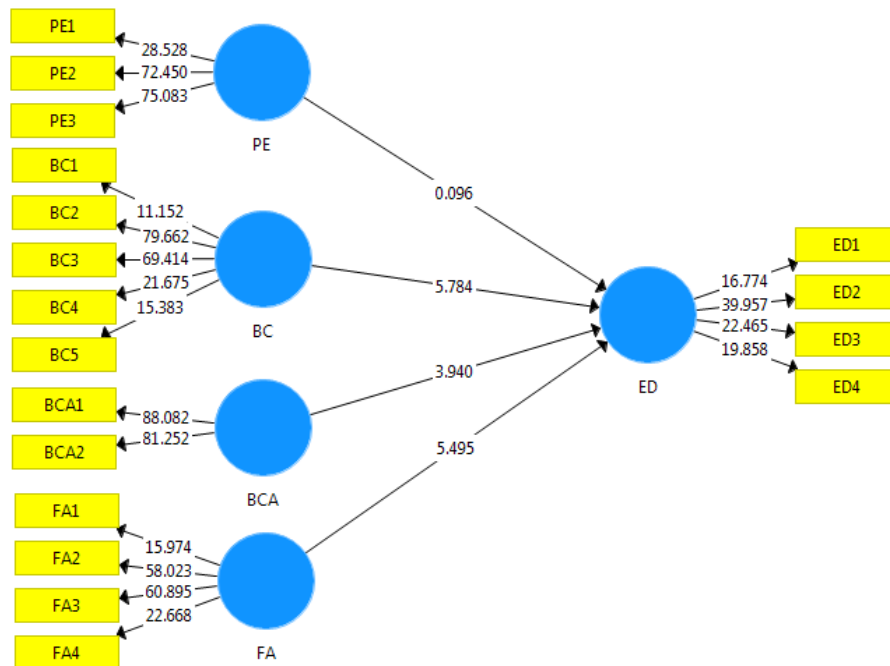 PE1
28.528
PE2
72.450
PE3
75.083
PE
BC1
11.152
BC2
79.662
BC3
69.414
BC4
21.675
BC5
15.383
BC
BCA1
88.082
BCA2
81.252
BCA
FA1
15.974
FA2
58.023
FA3
60.895
FA4
22.668
FA
0.096
5.784
3.940
5.495
ED
16.774
ED1
39.957
ED2
22.465
ED3
19.858
ED4